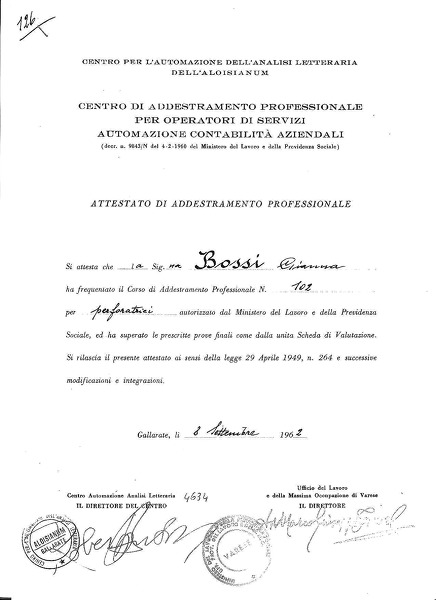 126
CENTRO PER L'AUTOMAZIONE DELL'ANALISI LETTERARIA
DELL'ALOISIANUM
CENTRO DI ADDESTRAMENTO PROFESSIONALE
PER OPERATORI DI SERVIZI
AUTOMAZIONE CONTABILITÀ AZIENDALI
(decr. n. 9843/N del 4-2-1960 del Ministero del Lavoro e della Previdenza Sociale)
ATTESTATO DI ADDESTRAMENTO PROFESSIONALE
Si attesta che la Sig.na Bossi Gianna
ha frequentato il Corso di Addestramento Professionale N. 102
per perforatrici autorizzato dal Ministero del Lavoro e della Previdenza
Sociale, ed ha superato le prescritte prove finali come dalla unita Scheda di Valutazione.
Si rilascia il presente attestato ai sensi della legge 29 Aprile 1949, n. 264 e successive
modificazioni e integrazioni.
Gallarate, li 8 Settembre 1962
Ufficio del Lavoro
Centro Automazione Analisi Letteraria 4634 e della Massima Occupazione di Varese
IL DIRETTORE DEL CENTRO IL DIRETTORE
ALOISIANUM
GALLARATE
VARESE